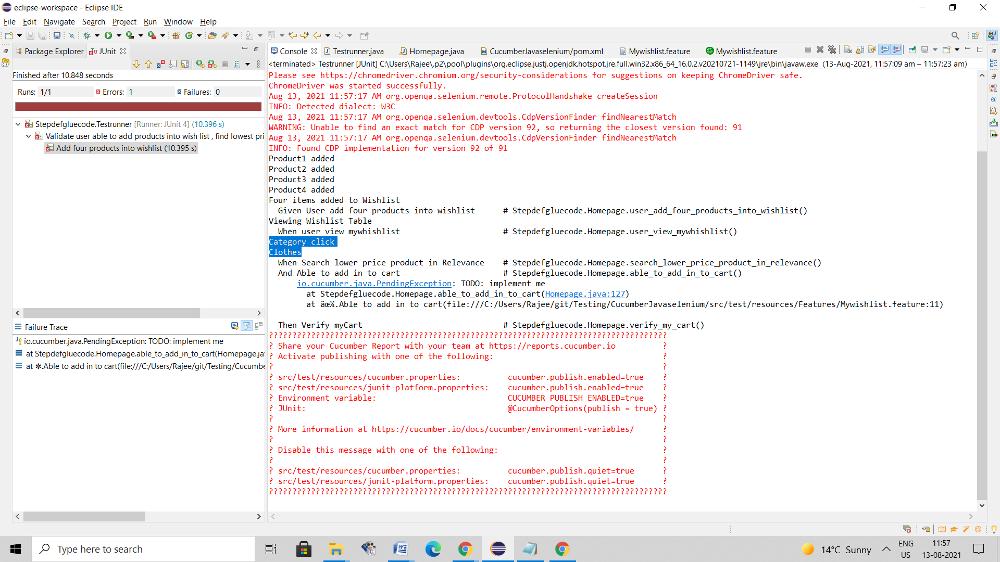 eclipse-workspace - Eclipse IDE
File Edit Navigate Search Project Run Window Help
Package Explorer JUnit
Finished after 10.848 seconds
Runs: 1/1 Errors: 1 Failures: 0
Stepdefgluecode.Testrunner [Runner: JUnit 4] (10.396 s)
Validate user able to add products into wish list , find lowest pri
Add four products into wishlist (10.395 s)
Failure Trace
io.cucumber.java.PendingException: TODO: implement me
at Stepdefgluecode.Homepage.able_to_add_in_to_cart(Homepage.ja
at ✼.Able to add in to cart(file:///C:/Users/Rajee/git/Testing/Cucumbe
Console Testrunner.java Homepage.java CucumberJavaselenium/pom.xml Mywishlist.feature Mywishlist.feature
<terminated> Testrunner [JUnit] C:\Users\Rajee\.p2\pool\plugins\org.eclipse.justj.openjdk.hotspot.jre.full.win32.x86_64_16.0.2.v20210721-1149\jre\bin\javaw.exe (13-Aug-2021, 11:57:09 am – 11:57:23 am)
Please see https://chromedriver.chromium.org/security-considerations for suggestions on keeping ChromeDriver safe.
ChromeDriver was started successfully.
Aug 13, 2021 11:57:17 AM org.openqa.selenium.remote.ProtocolHandshake createSession
INFO: Detected dialect: W3C
Aug 13, 2021 11:57:17 AM org.openqa.selenium.devtools.CdpVersionFinder findNearestMatch
WARNING: Unable to find an exact match for CDP version 92, so returning the closest version found: 91
Aug 13, 2021 11:57:17 AM org.openqa.selenium.devtools.CdpVersionFinder findNearestMatch
INFO: Found CDP implementation for version 92 of 91
Product1 added
Product2 added
Product3 added
Product4 added
Four items added to Wishlist
Given User add four products into wishlist # Stepdefgluecode.Homepage.user_add_four_products_into_wishlist()
Viewing Wishlist Table
When user view mywhishlist # Stepdefgluecode.Homepage.user_view_mywhishlist()
Category click
Clothes
When Search lower price product in Relevance # Stepdefgluecode.Homepage.search_lower_price_product_in_relevance()
And Able to add in to cart # Stepdefgluecode.Homepage.able_to_add_in_to_cart()
io.cucumber.java.PendingException: TODO: implement me
at Stepdefgluecode.Homepage.able_to_add_in_to_cart(Homepage.java:127)
at âœ½.Able to add in to cart(file:///C:/Users/Rajee/git/Testing/CucumberJavaselenium/src/test/resources/Features/Mywishlist.feature:11)
Then Verify myCart # Stepdefgluecode.Homepage.verify_my_cart()
?????????????????????????????????????????????????????????????????????????????????????
? Share your Cucumber Report with your team at https://reports.cucumber.io ?
? Activate publishing with one of the following: ?
? ?
? src/test/resources/cucumber.properties: cucumber.publish.enabled=true ?
? src/test/resources/junit-platform.properties: cucumber.publish.enabled=true ?
? Environment variable: CUCUMBER_PUBLISH_ENABLED=true ?
? JUnit: @CucumberOptions(publish = true) ?
? ?
? More information at https://cucumber.io/docs/cucumber/environment-variables/ ?
? ?
? Disable this message with one of the following: ?
? ?
? src/test/resources/cucumber.properties: cucumber.publish.quiet=true ?
? src/test/resources/junit-platform.properties: cucumber.publish.quiet=true ?
?????????????????????????????????????????????????????????????????????????????????????
Type here to search
14°C Sunny
ENG
US
11:57
13-08-2021